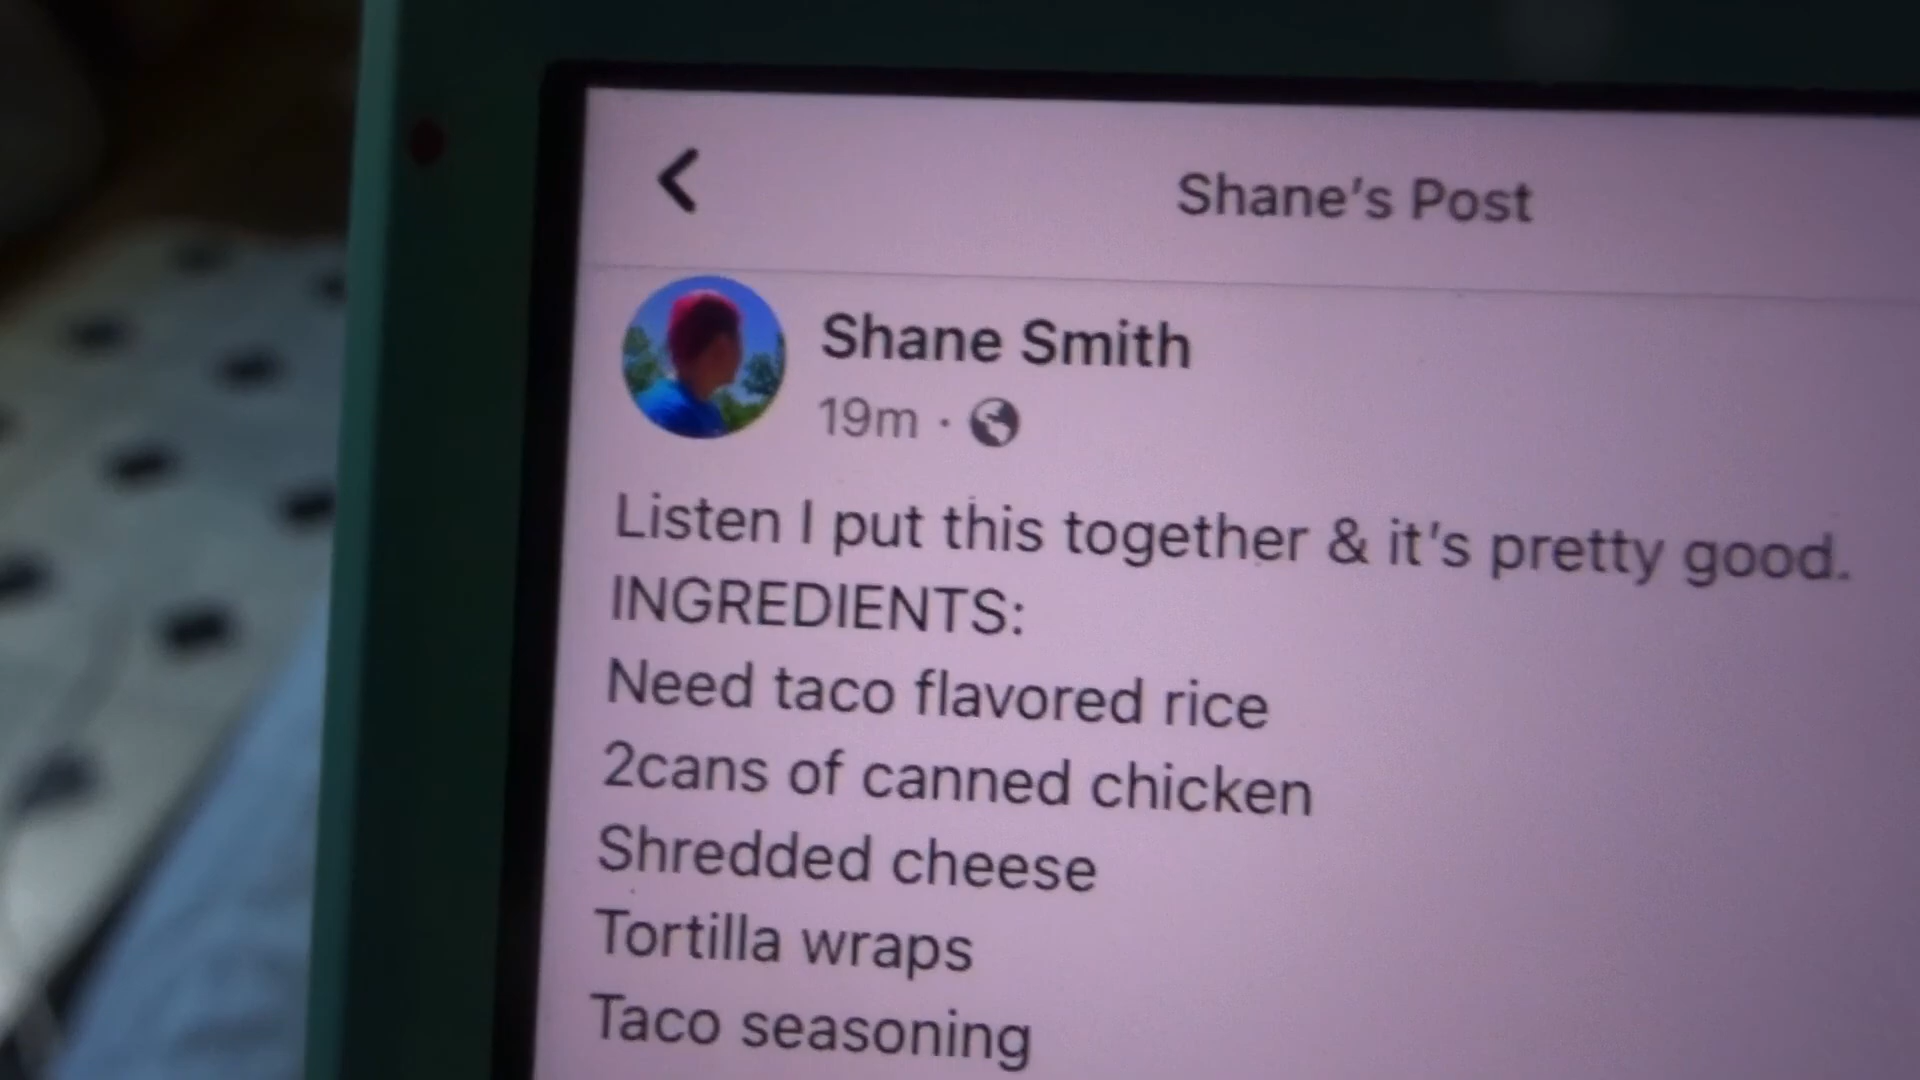 Shane's Post
Shane Smith
19m ·
Listen I put this together & it's pretty good.
INGREDIENTS:
Need taco flavored rice
2cans of canned chicken
Shredded cheese
Tortilla wraps
Taco seasoning